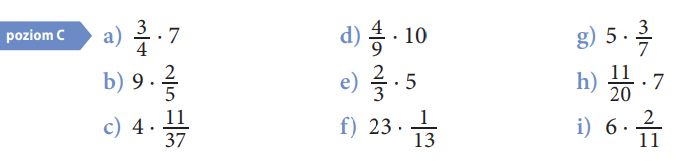 poziom C
a) 3/4 · 7
b) 9 · 2/5
c) 4 · 11/37
d) 4/9 · 10
e) 2/3 · 5
f) 23 · 1/13
g) 5 · 3/7
h) 11/20 · 7
i) 6 · 2/11